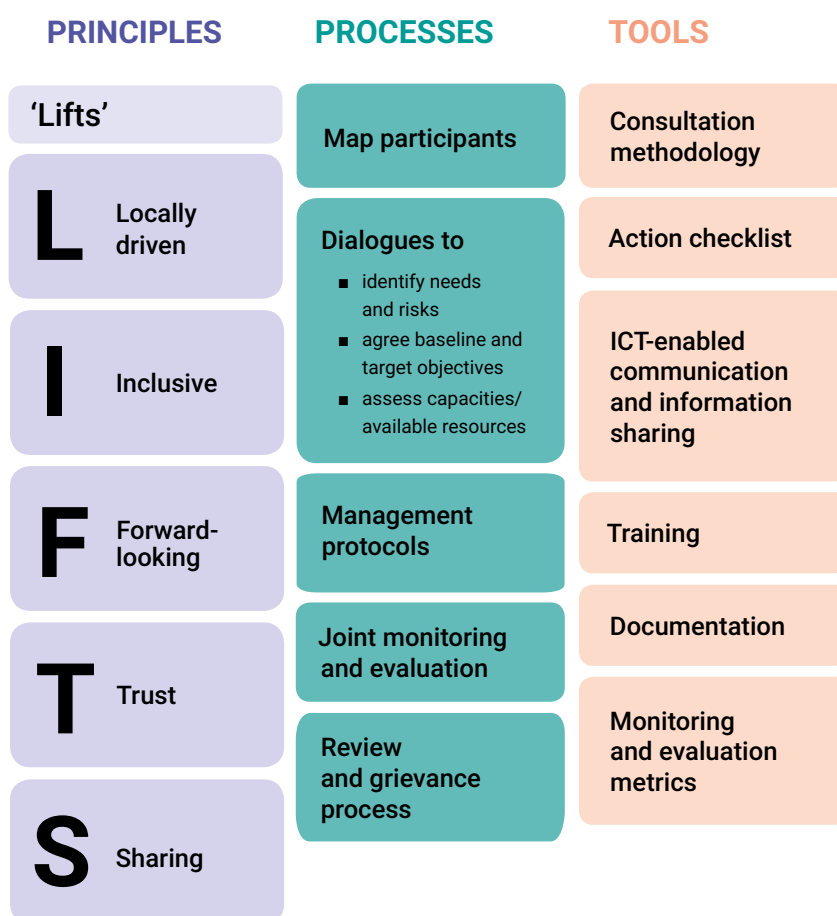 PRINCIPLES
‘Lifts’
L
Locally
driven
I
Inclusive
F
Forward-
looking
T
Trust
S
Sharing
PROCESSES
Map participants
Dialogues to
■ identify needs
and risks
■ agree baseline and
target objectives
■ assess capacities/
available resources
Management
protocols
Joint monitoring
and evaluation
Review
and grievance
process
TOOLS
Consultation
methodology
Action checklist
ICT-enabled
communication
and information
sharing
Training
Documentation
Monitoring
and evaluation
metrics